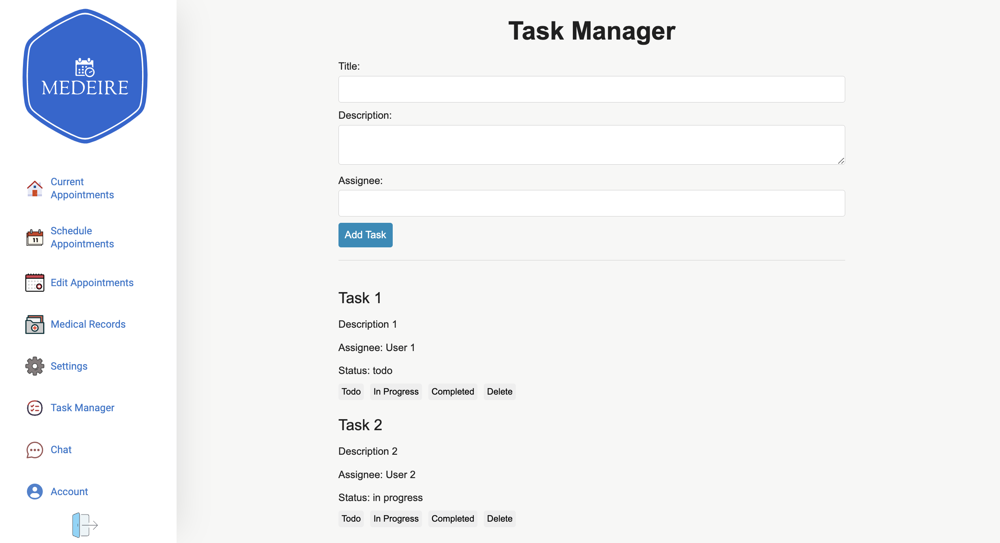 MEDEIRE
Current
Appointments
11
Schedule
Appointments
Edit Appointments
Medical Records
Settings
Task Manager
Chat
Account
Task Manager
Title:
Description:
Assignee:
Add Task
Task 1
Description 1
Assignee: User 1
Status: todo
Todo In Progress Completed Delete
Task 2
Description 2
Assignee: User 2
Status: in progress
Todo In Progress Completed Delete